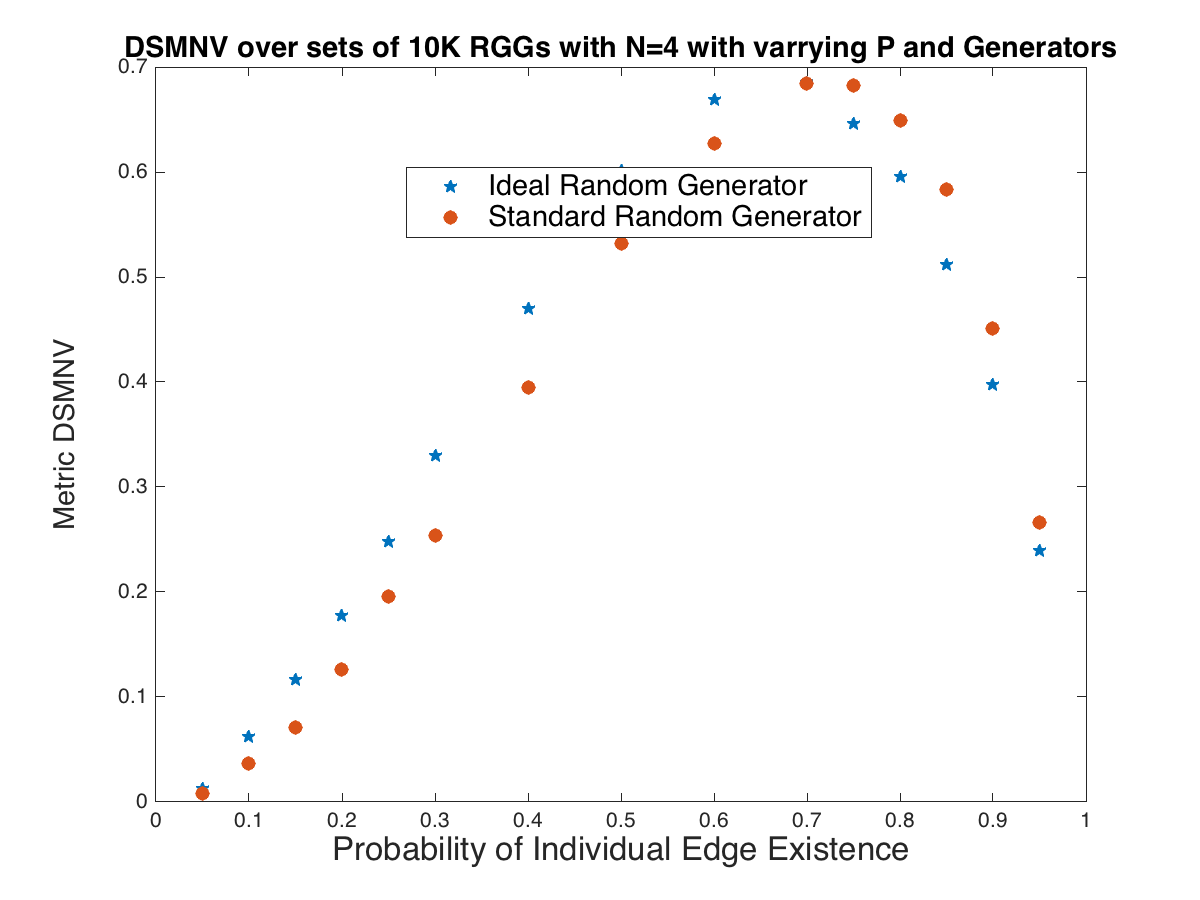 DSMNV over sets of 10K RGGs with N=4 with varrying P and Generators
0.7
0.6
0.5
0.4
0.3
0.2
0.1
0
Metric DSMNV
Ideal Random Generator
Standard Random Generator
0 0.1 0.2 0.3 0.4 0.5 0.6 0.7 0.8 0.9 1
Probability of Individual Edge Existence